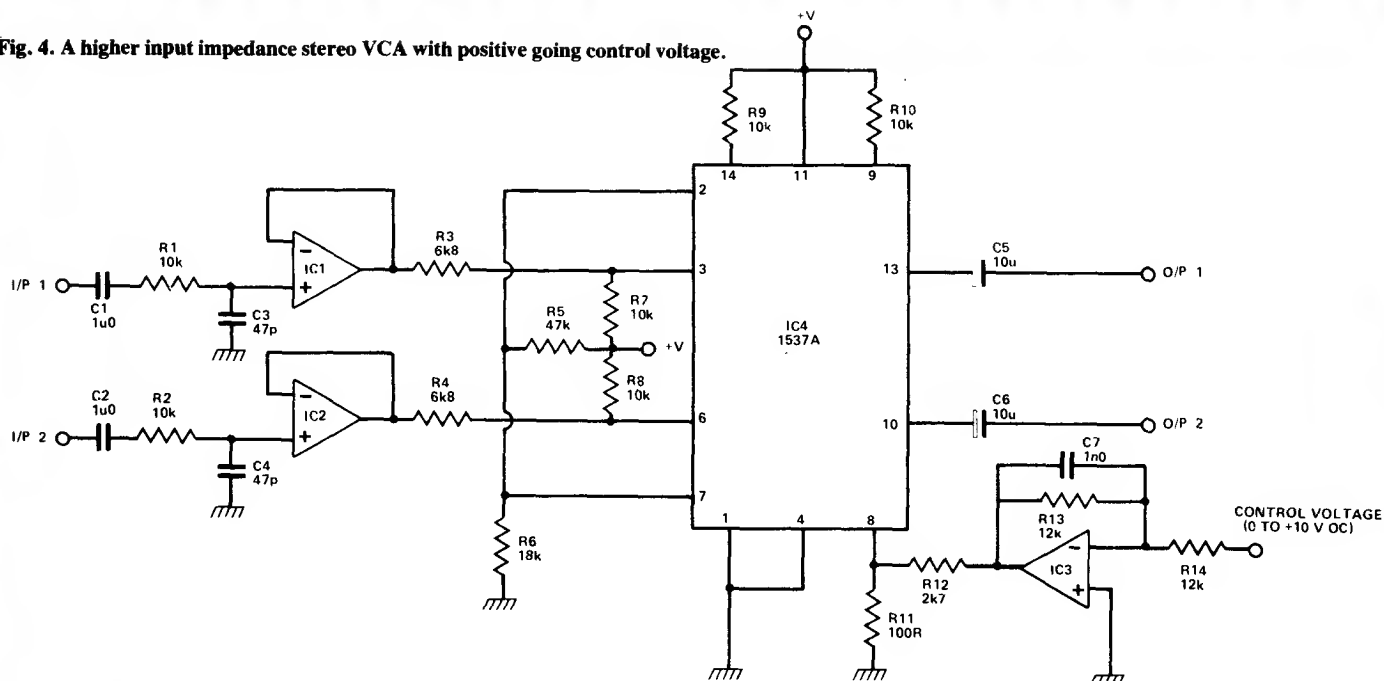 Fig. 4. A higher input impedance stereo VCA with positive going control voltage.
+V
R9
10k
R10
10k
14
11
9
2
R1
10k
IC1
R3
6k8
3
13
C5
10u
O/P 1
I/P 1
C1
1u0
C3
47p
R7
10k
R5
47k
+V
IC4
1537A
R8
10k
C2
1u0
R2
10k
IC2
R4
6k8
6
10
C6
10u
O/P 2
I/P 2
C4
47p
C7
1n0
7
1
4
8
R13
12k
CONTROL VOLTAGE
(0 TO +10 V OC)
R6
18k
R12
2k7
IC3
R14
12k
R11
100R